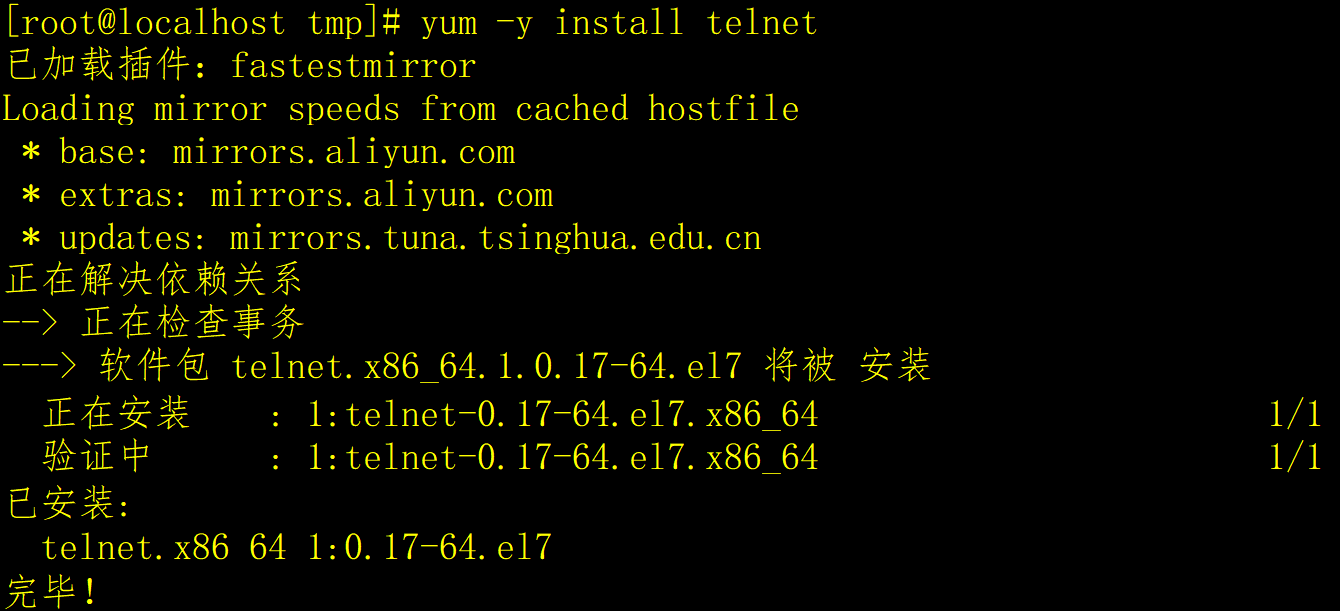 [root@localhost tmp]# yum -y install telnet
已加载插件：fastestmirror
Loading mirror speeds from cached hostfile
 * base: mirrors.aliyun.com
 * extras: mirrors.aliyun.com
 * updates: mirrors.tuna.tsinghua.edu.cn
正在解决依赖关系
--> 正在检查事务
---> 软件包 telnet.x86_64.1.0.17-64.el7 将被 安装
  正在安装    : 1:telnet-0.17-64.el7.x86_64                        1/1
  验证中      : 1:telnet-0.17-64.el7.x86_64                        1/1
已安装:
  telnet.x86 64 1:0.17-64.el7
完毕！